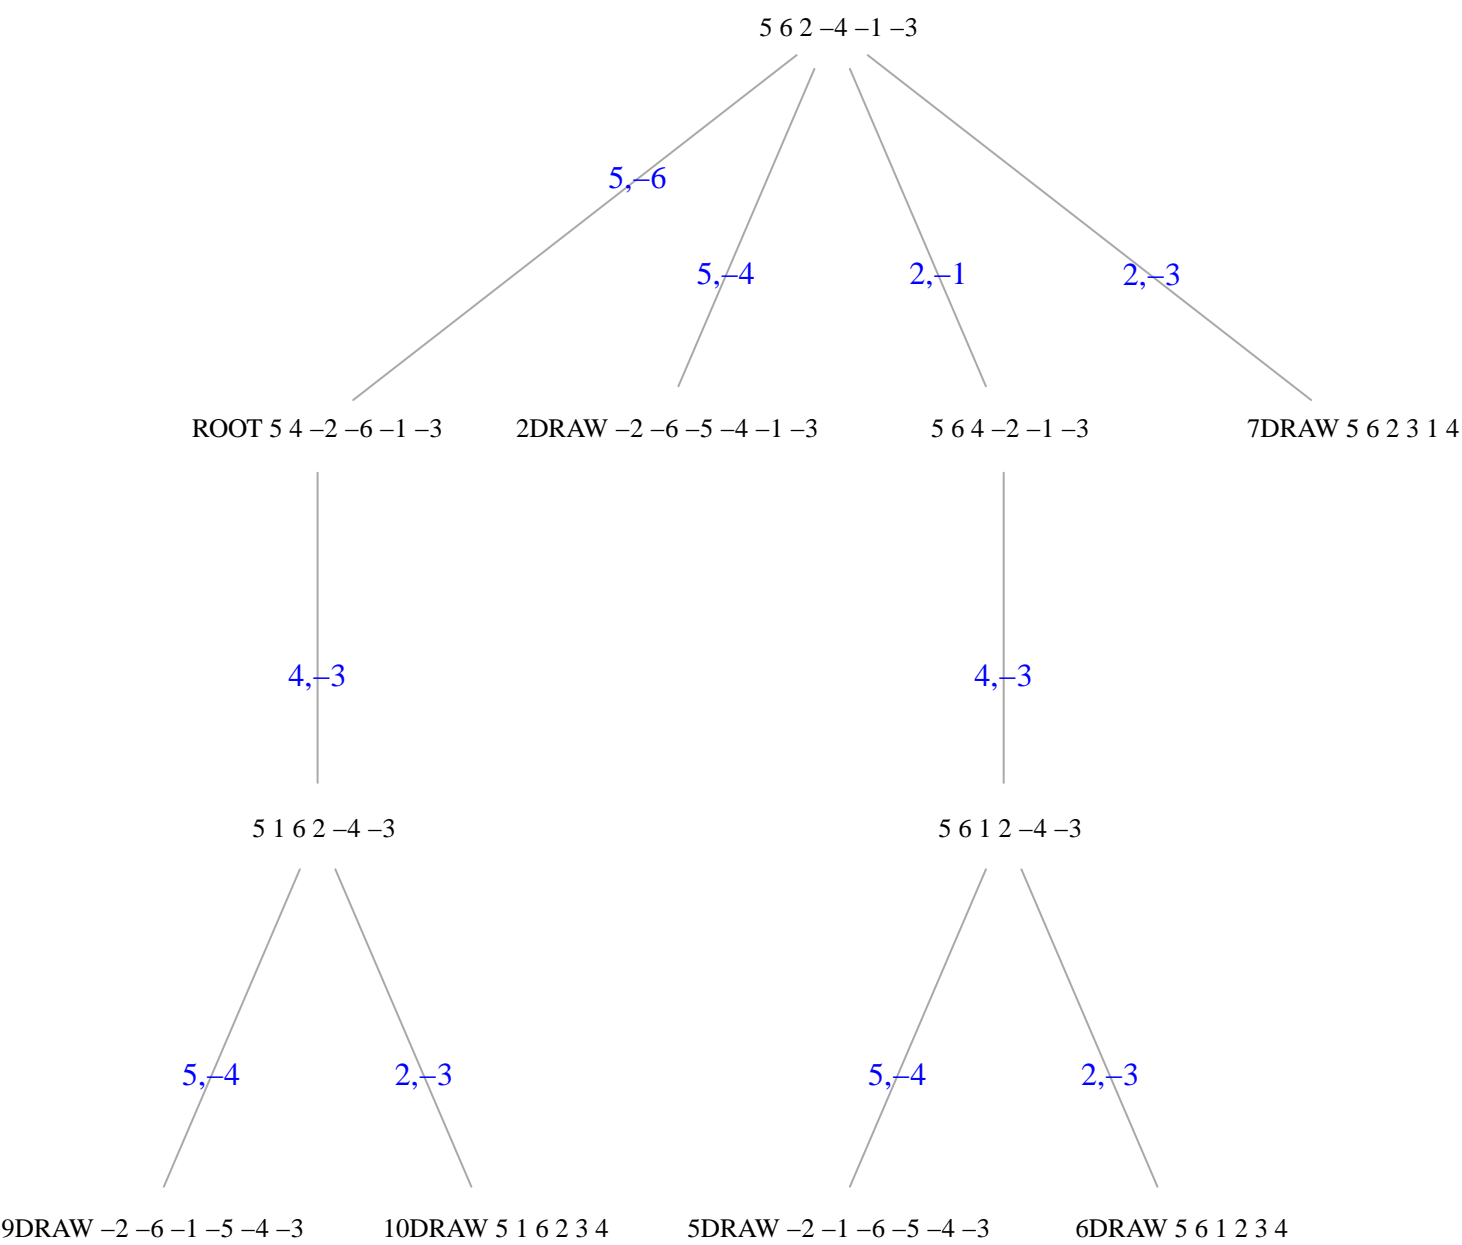 5 6 2 –4 –1 –3
5,–6
5,–4
2,–1
2,–3
ROOT 5 4 –2 –6 –1 –3
2DRAW –2 –6 –5 –4 –1 –3
5 6 4 –2 –1 –3
7DRAW 5 6 2 3 1 4
4,–3
4,–3
5 1 6 2 –4 –3
5 6 1 2 –4 –3
5,–4
2,–3
5,–4
2,–3
9DRAW –2 –6 –1 –5 –4 –3
10DRAW 5 1 6 2 3 4
5DRAW –2 –1 –6 –5 –4 –3
6DRAW 5 6 1 2 3 4